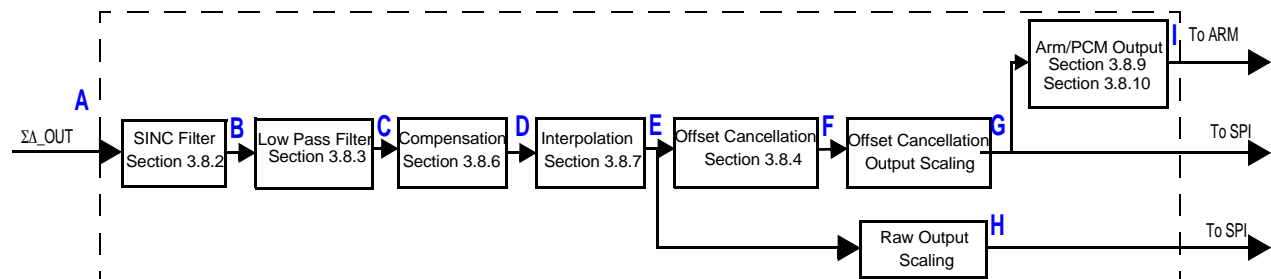 A
ΣΔ_OUT
SINC Filter
Section 3.8.2
B
Low Pass Filter
Section 3.8.3
C
Compensation
Section 3.8.6
D
Interpolation
Section 3.8.7
E
Offset Cancellation
Section 3.8.4
F
Offset Cancellation
Output Scaling
G
Arm/PCM Output
Section 3.8.9
Section 3.8.10
I
To ARM
To SPI
Raw Output
Scaling
H
To SPI